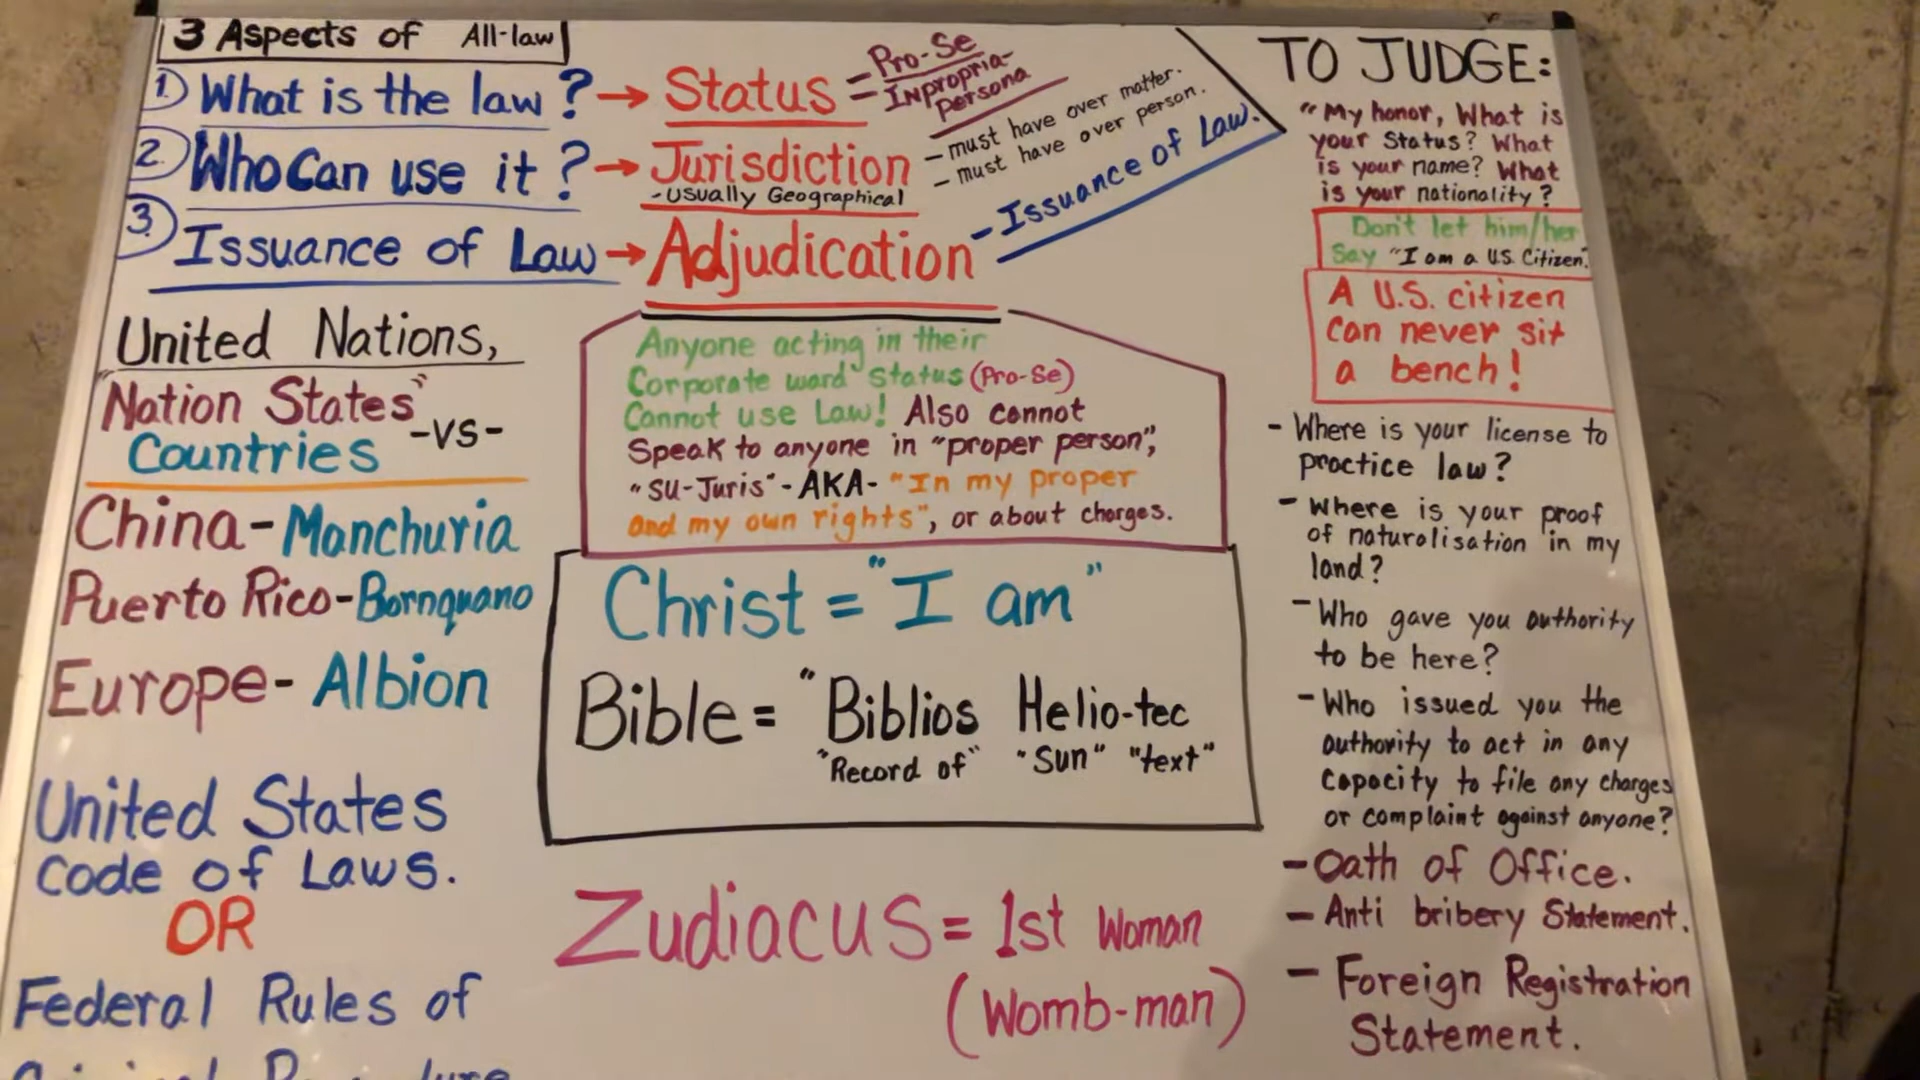 3 Aspects of All-law
1. What is the law? → Status = Pro-Se
= Inpropria-
persona
2. Who Can use it? → Jurisdiction
- Usually Geographical
- must have over matter.
- must have over person.
3. Issuance of Law → Adjudication - Issuance of Law.
United Nations,
"Nation States"
-VS-
Countries
China - Manchuria
Puerto Rico - Bornquano
Europe - Albion
United States
Code of Laws.
OR
Federal Rules of
Criminal Procedure
Anyone acting in their
Corporate ward status (Pro-Se)
Cannot use Law! Also cannot
Speak to anyone in "proper person",
"SU-Juris" - AKA - "In my proper
and my own rights", or about charges.
Christ = "I am"
Bible = "Biblios Helio-tec
"Record of" "Sun" "text"
Zudiacus = 1st Woman
(Womb-man)
TO JUDGE:
"My honor, What is
your Status? What
is your name? What
is your nationality?
Don't let him/her
Say "I am a U.S. Citizen".
A U.S. citizen
can never sit
a bench!
- Where is your license to
practice law?
- Where is your proof
of naturalisation in my
land?
- Who gave you authority
to be here?
- Who issued you the
authority to act in any
capacity to file any charges
or complaint against anyone?
- Oath of Office.
- Anti bribery Statement.
- Foreign Registration
Statement.